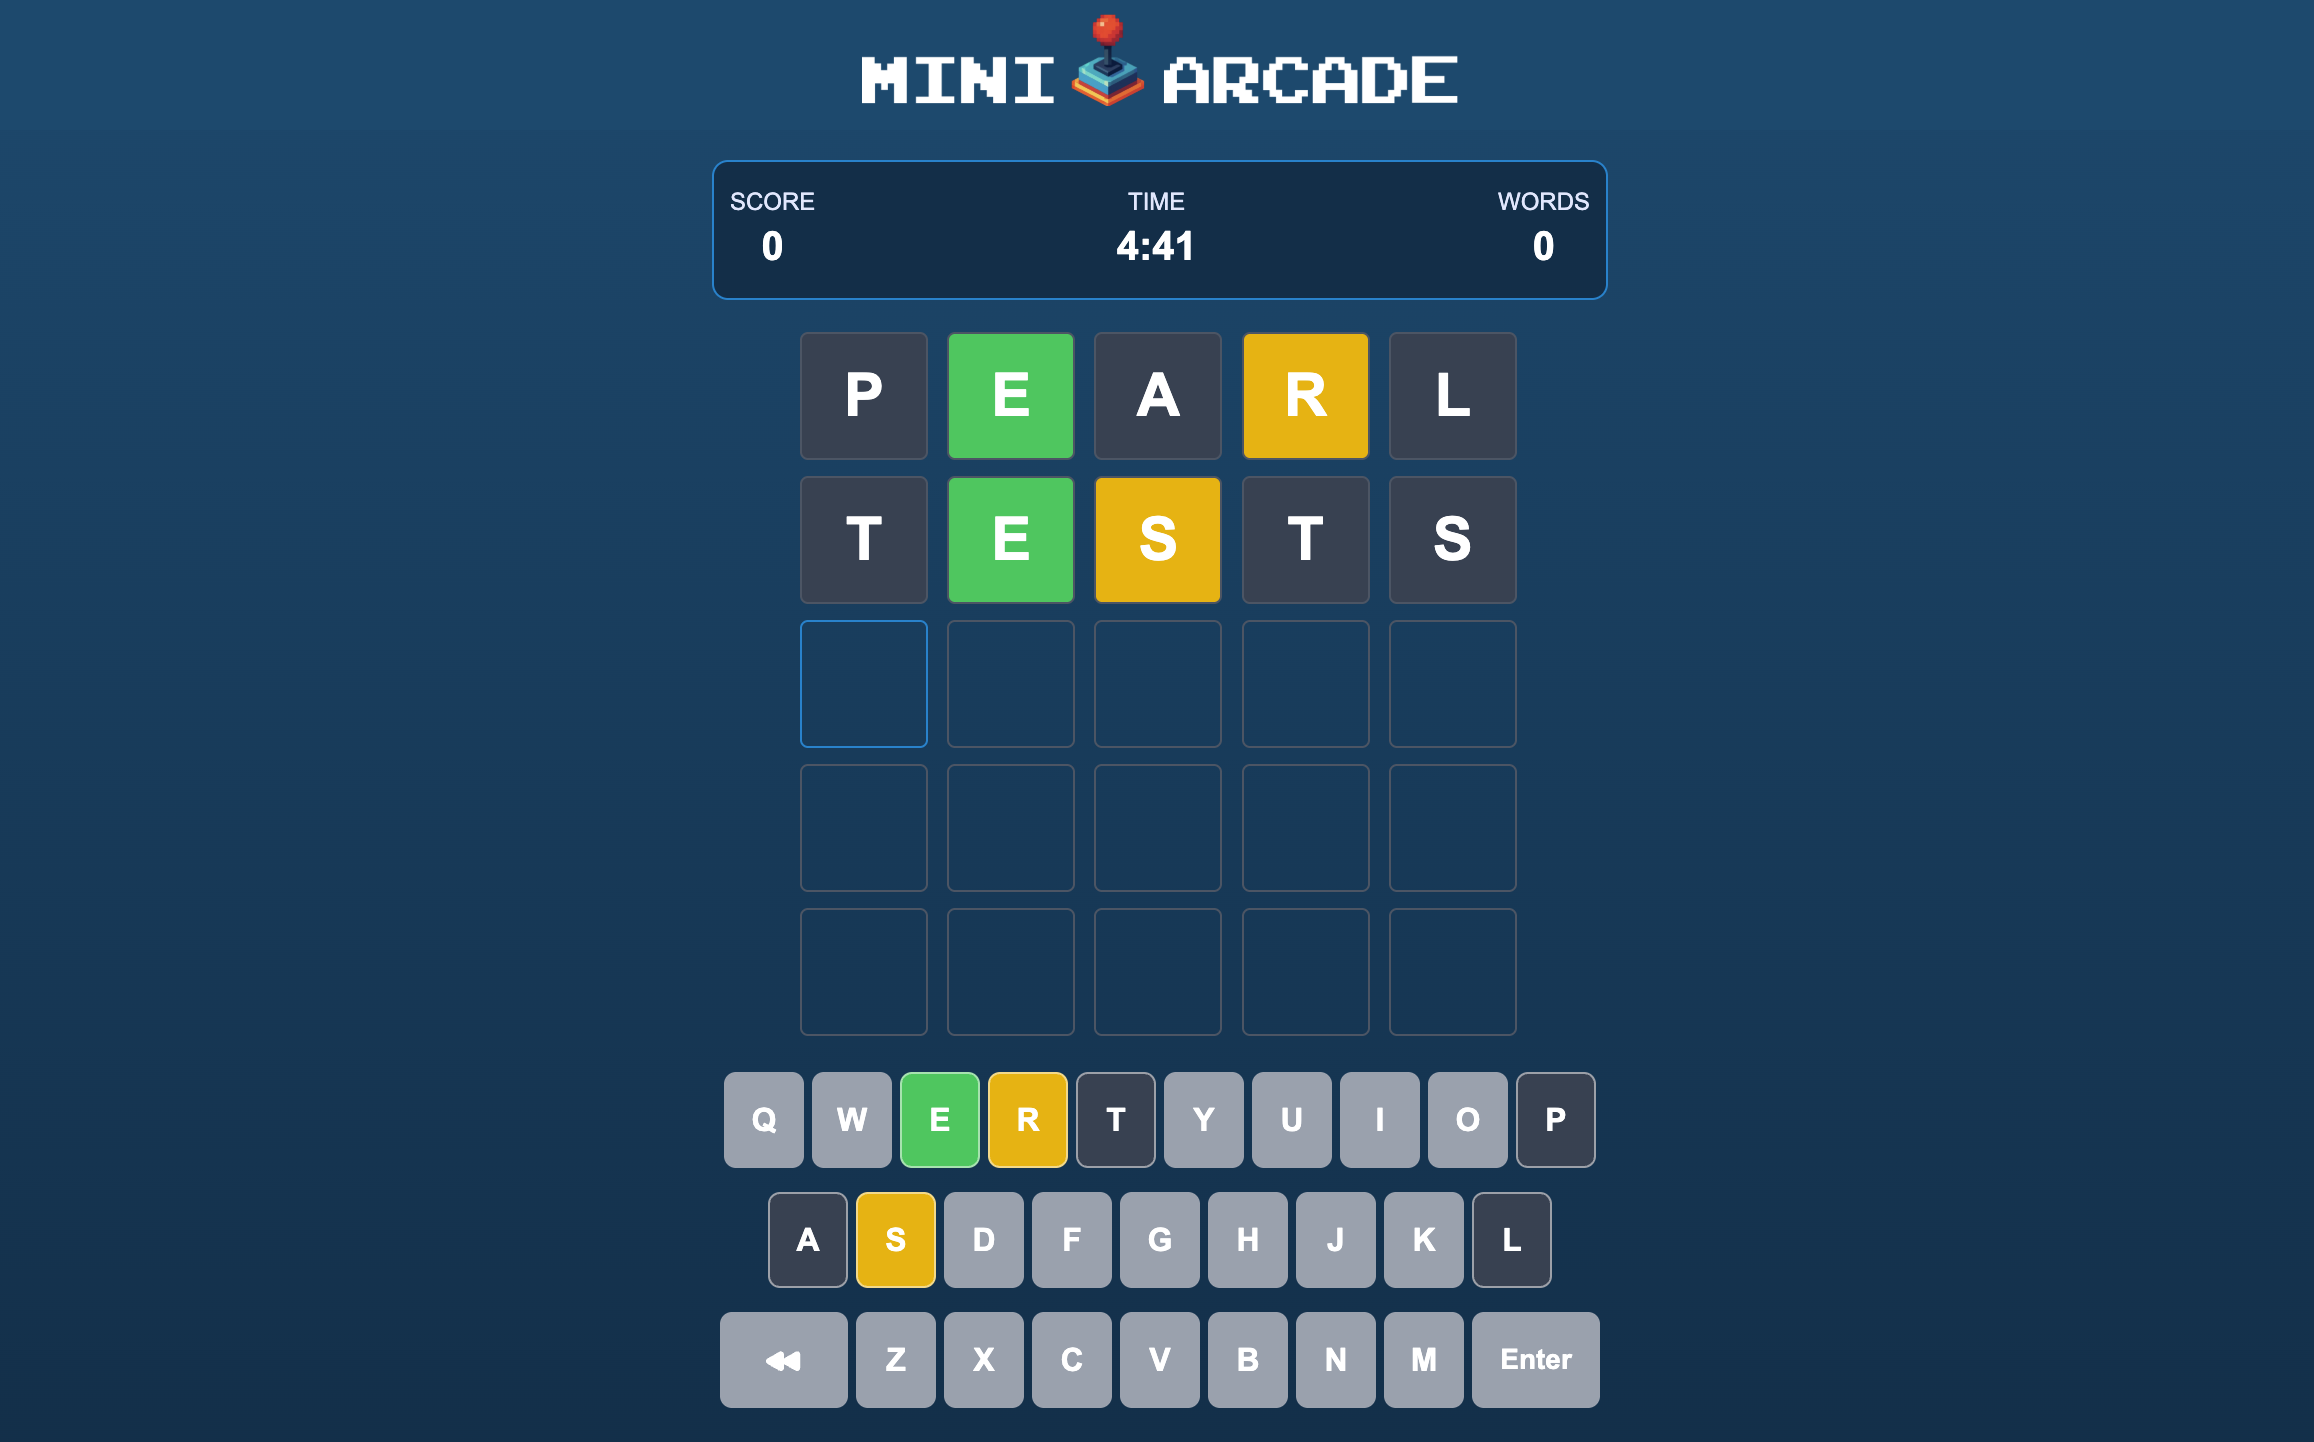 MINI ARCADE
SCORE TIME WORDS
0 4:41 0
P E A R L
T E S T S
Q W E R T Y U I O P
A S D F G H J K L
Z X C V B N M Enter